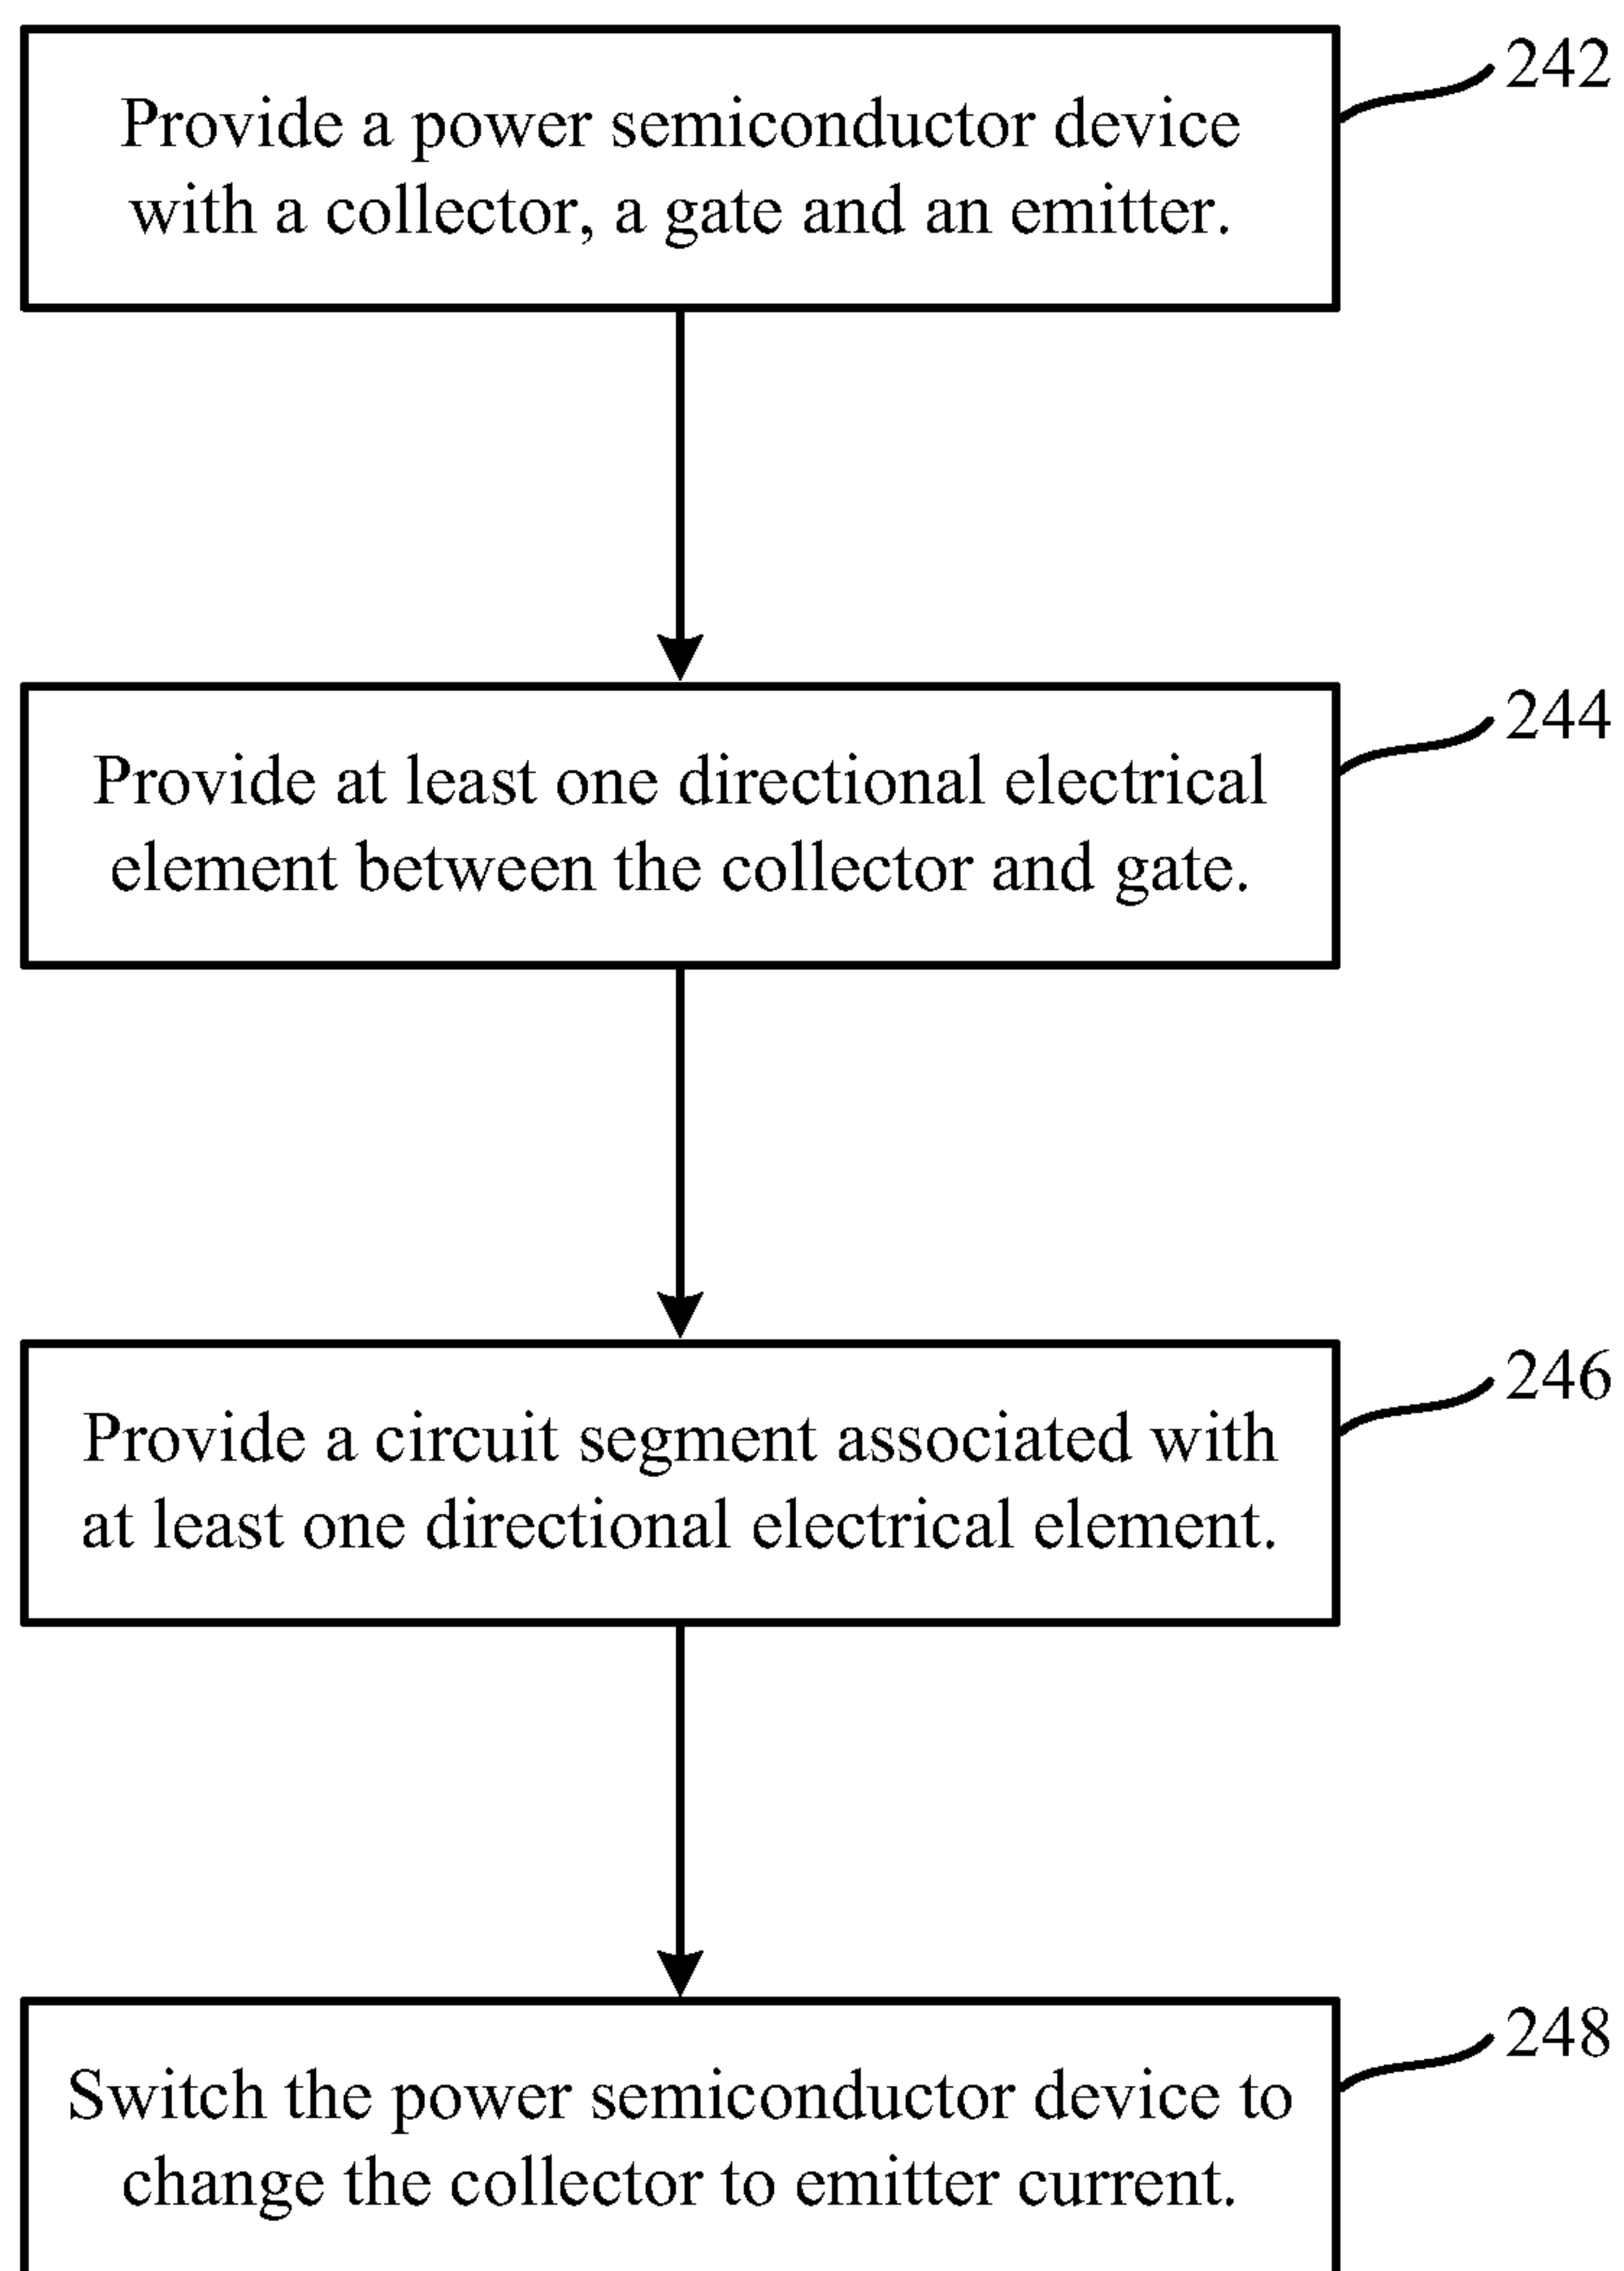 242
Provide a power semiconductor device
with a collector, a gate and an emitter.
244
Provide at least one directional electrical
element between the collector and gate.
246
Provide a circuit segment associated with
at least one directional electrical element.
248
Switch the power semiconductor device to
change the collector to emitter current.